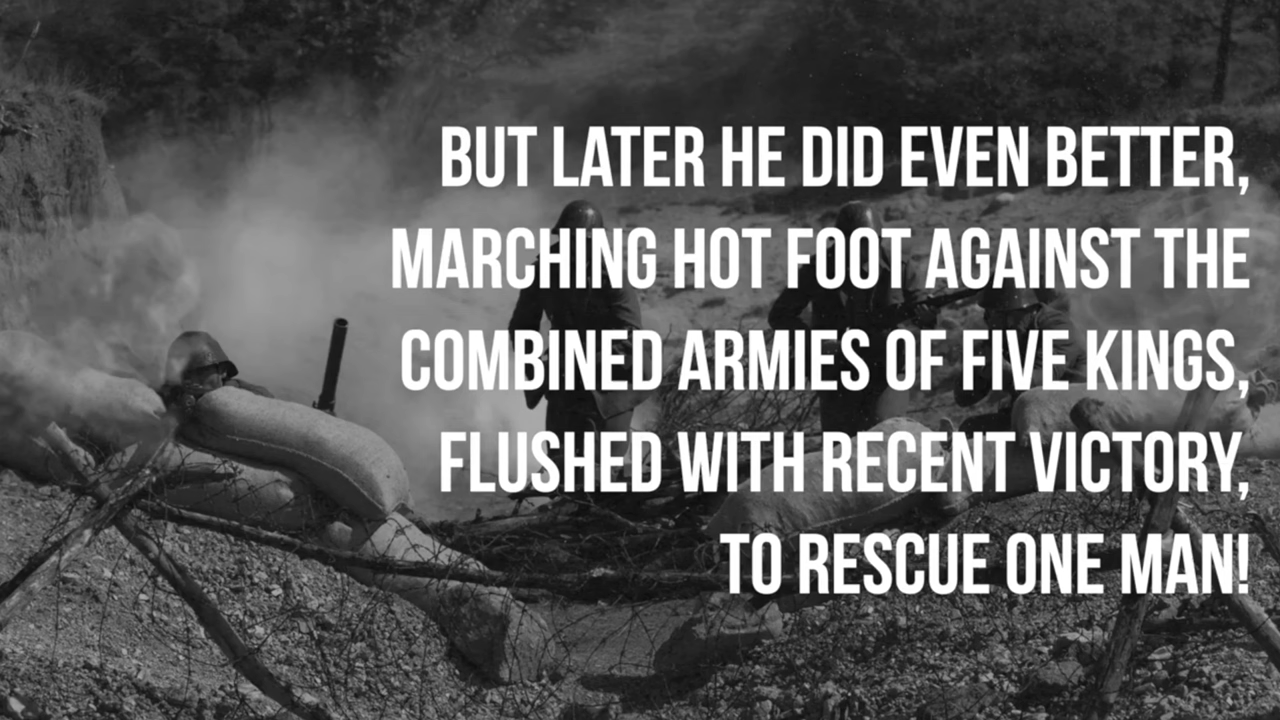 BUT LATER HE DID EVEN BETTER,
MARCHING HOT FOOT AGAINST THE
COMBINED ARMIES OF FIVE KINGS,
FLUSHED WITH RECENT VICTORY,
TO RESCUE ONE MAN!